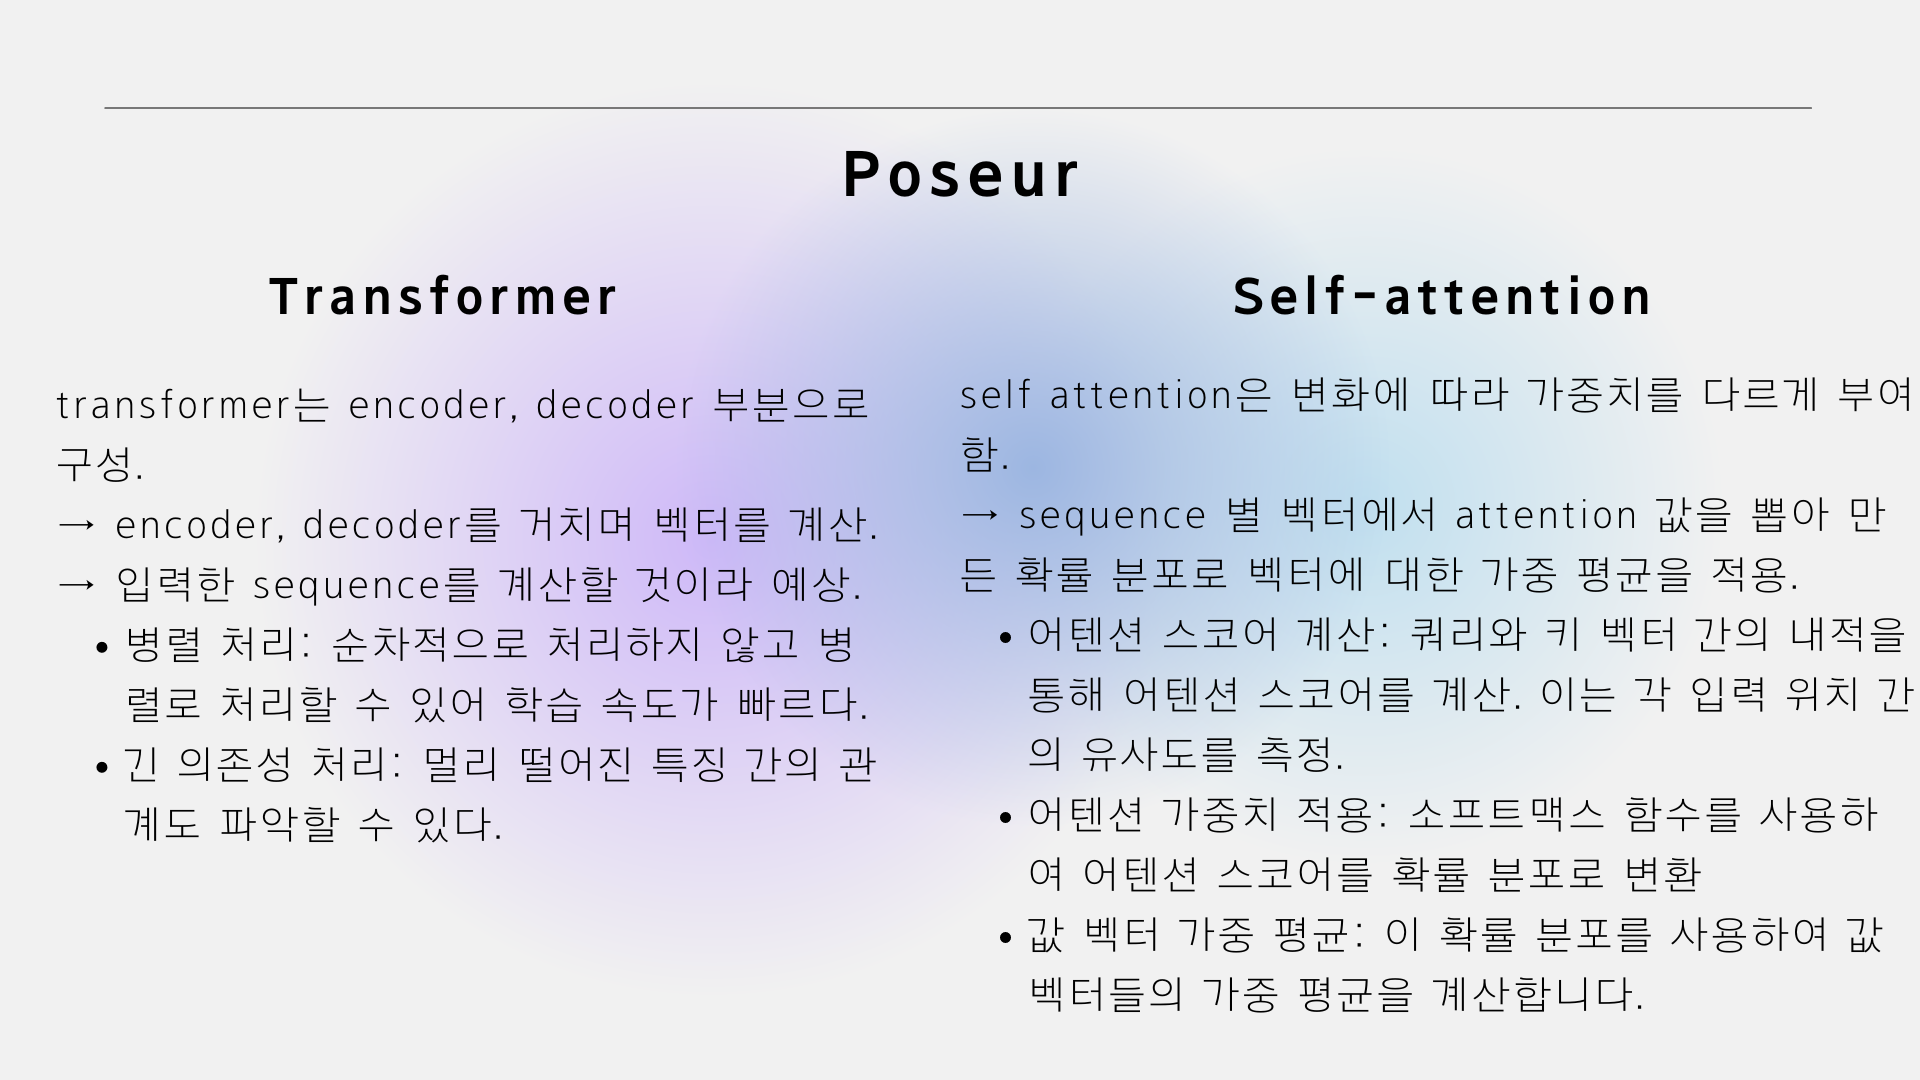 Poseur
Transformer
transformer는 encoder, decoder 부분으로
구성.
→ encoder, decoder를 거치며 벡터를 계산.
→ 입력한 sequence를 계산할 것이라 예상.
• 병렬 처리: 순차적으로 처리하지 않고 병
렬로 처리할 수 있어 학습 속도가 빠르다.
• 긴 의존성 처리: 멀리 떨어진 특징 간의 관
계도 파악할 수 있다.
Self-attention
self attention은 변화에 따라 가중치를 다르게 부여
함.
→ sequence 별 벡터에서 attention 값을 뽑아 만
든 확률 분포로 벡터에 대한 가중 평균을 적용.
• 어텐션 스코어 계산: 쿼리와 키 벡터 간의 내적을
통해 어텐션 스코어를 계산. 이는 각 입력 위치 간
의 유사도를 측정.
• 어텐션 가중치 적용: 소프트맥스 함수를 사용하
여 어텐션 스코어를 확률 분포로 변환
• 값 벡터 가중 평균: 이 확률 분포를 사용하여 값
벡터들의 가중 평균을 계산합니다.